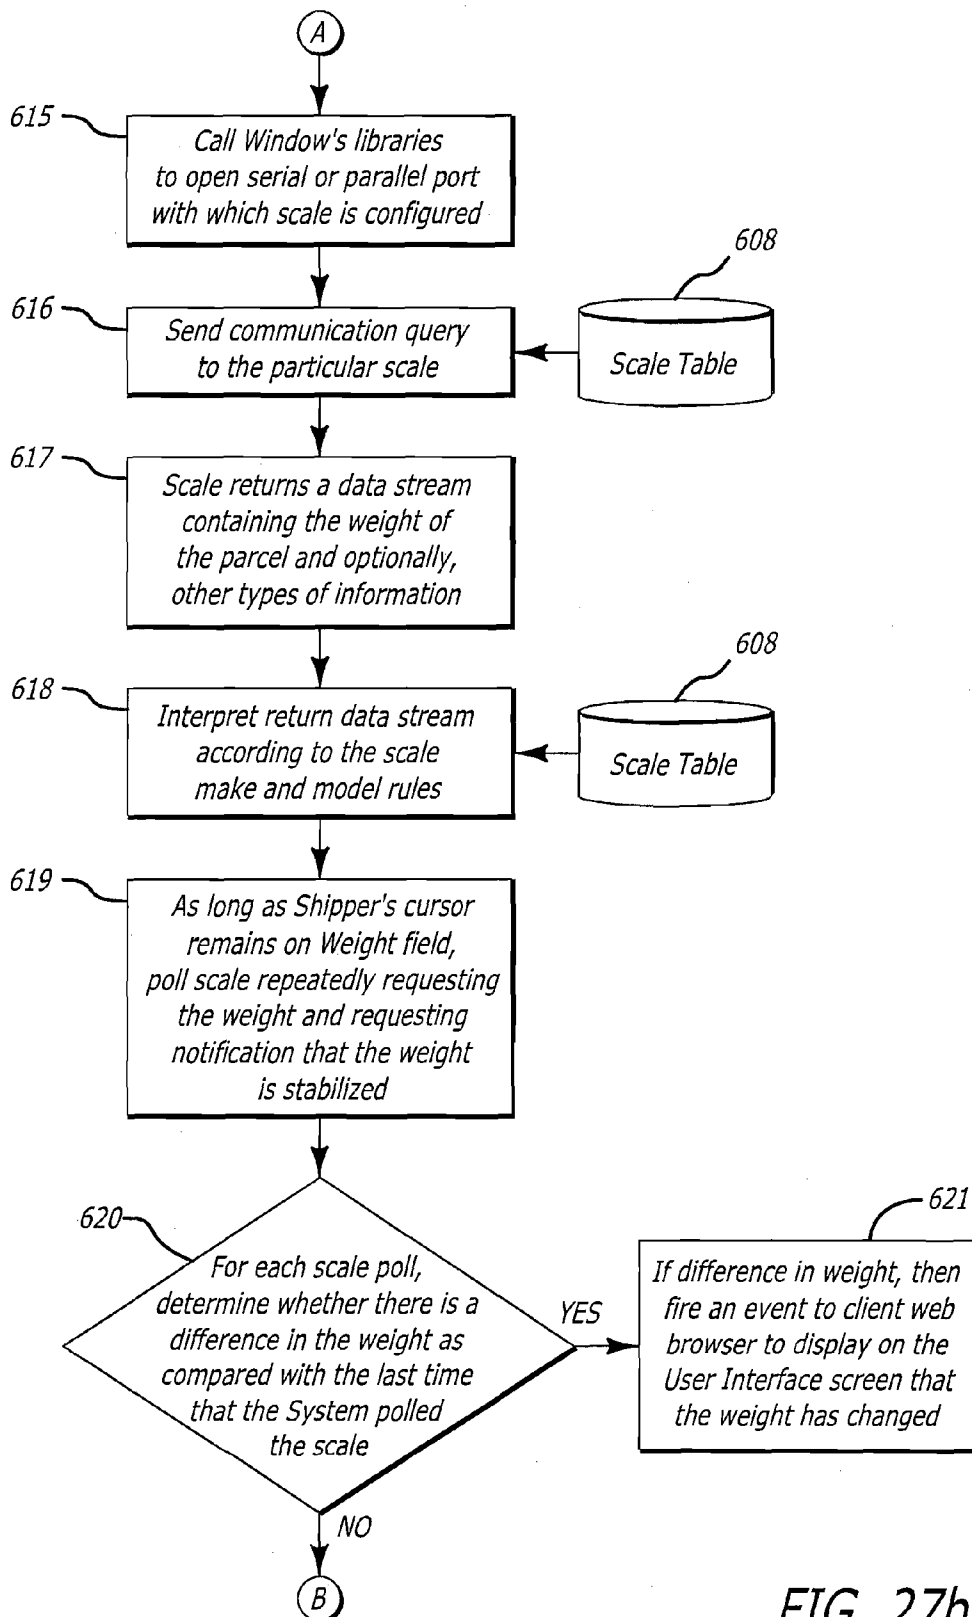 A
615
Call Window's libraries
to open serial or parallel port
with which scale is configured
608
616
Send communication query
to the particular scale
Scale Table
617
Scale returns a data stream
containing the weight of
the parcel and optionally,
other types of information
608
618
Interpret return data stream
according to the scale
make and model rules
Scale Table
619
As long as Shipper's cursor
remains on Weight field,
poll scale repeatedly requesting
the weight and requesting
notification that the weight
is stabilized
620
For each scale poll,
determine whether there is a
difference in the weight as
compared with the last time
that the System polled
the scale
YES
621
If difference in weight, then
fire an event to client web
browser to display on the
User Interface screen that
the weight has changed
NO
B
FIG. 27b